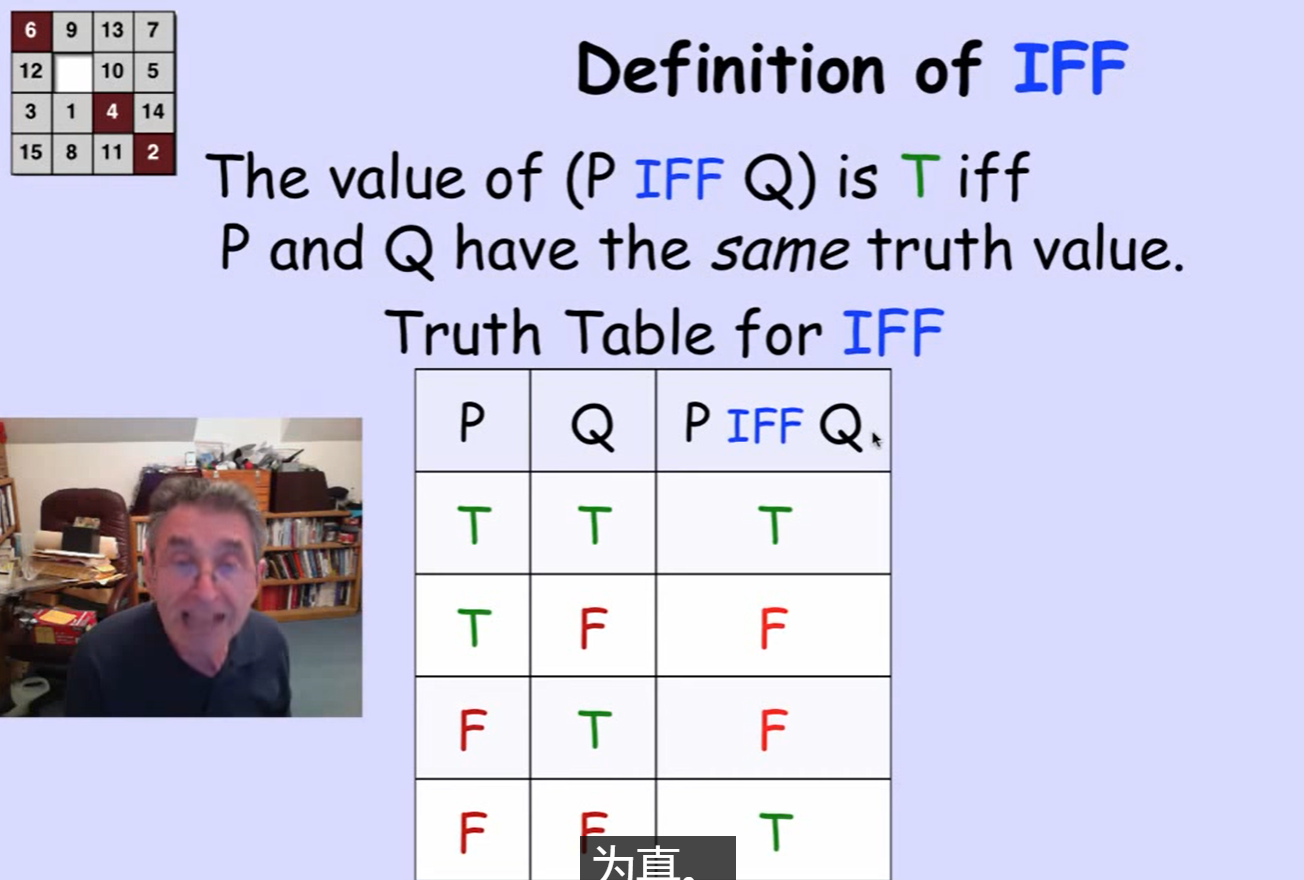 6 9 13 7
12 10 5
3 1 4 14
15 8 11 2
Definition of IFF
The value of (P IFF Q) is T iff
P and Q have the same truth value.
Truth Table for IFF
P Q P IFF Q
T T T
T F F
F T F
F F T
为真。